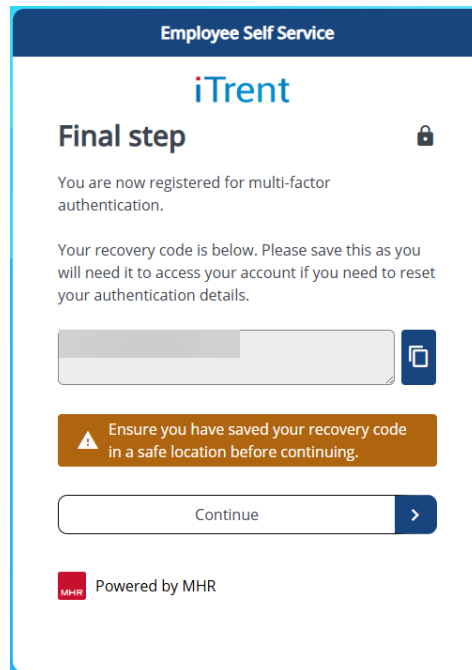 Employee Self Service
iTrent
Final step
You are now registered for multi-factor
authentication.
Your recovery code is below. Please save this as you
will need it to access your account if you need to reset
your authentication details.
Ensure you have saved your recovery code
in a safe location before continuing.
Continue
MHR
Powered by MHR